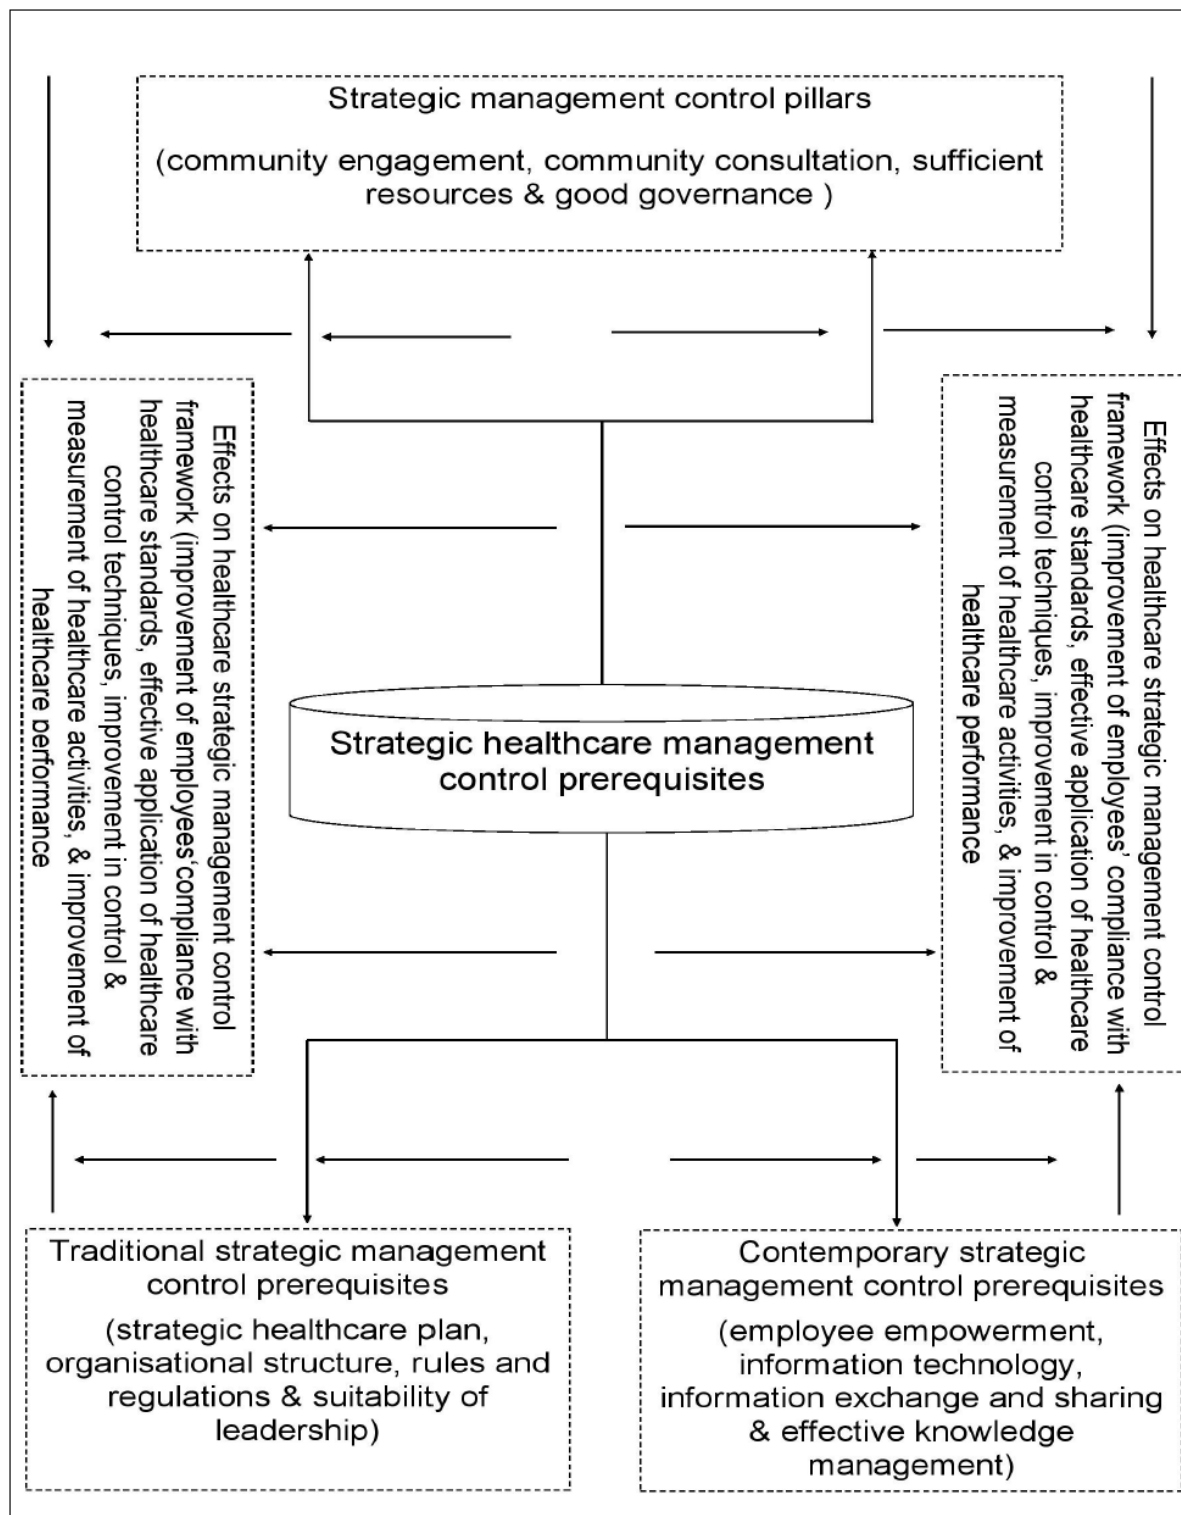 Strategic management control pillars
(community engagement, community consultation, sufficient
resources & good governance )
Effects on healthcare strategic management control
framework (improvement of employees‘compliance with
healthcare standards, effective application of healthcare
control techniques, improvement in control &
measurement of healthcare activities, & improvement of
healthcare performance
Effects on healthcare strategic management control
framework (improvement of employees’ compliance with
healthcare standards, effective application of healthcare
control techniques, improvement in control &
measurement of healthcare activities, & improvement of
healthcare performance
Strategic healthcare management
control prerequisites
Traditional strategic management
control prerequisites
(strategic healthcare plan,
organisational structure, rules and
regulations & suitability of
leadership)
Contemporary strategic
management control prerequisites
(employee empowerment,
information technology,
information exchange and sharing
& effective knowledge
management)